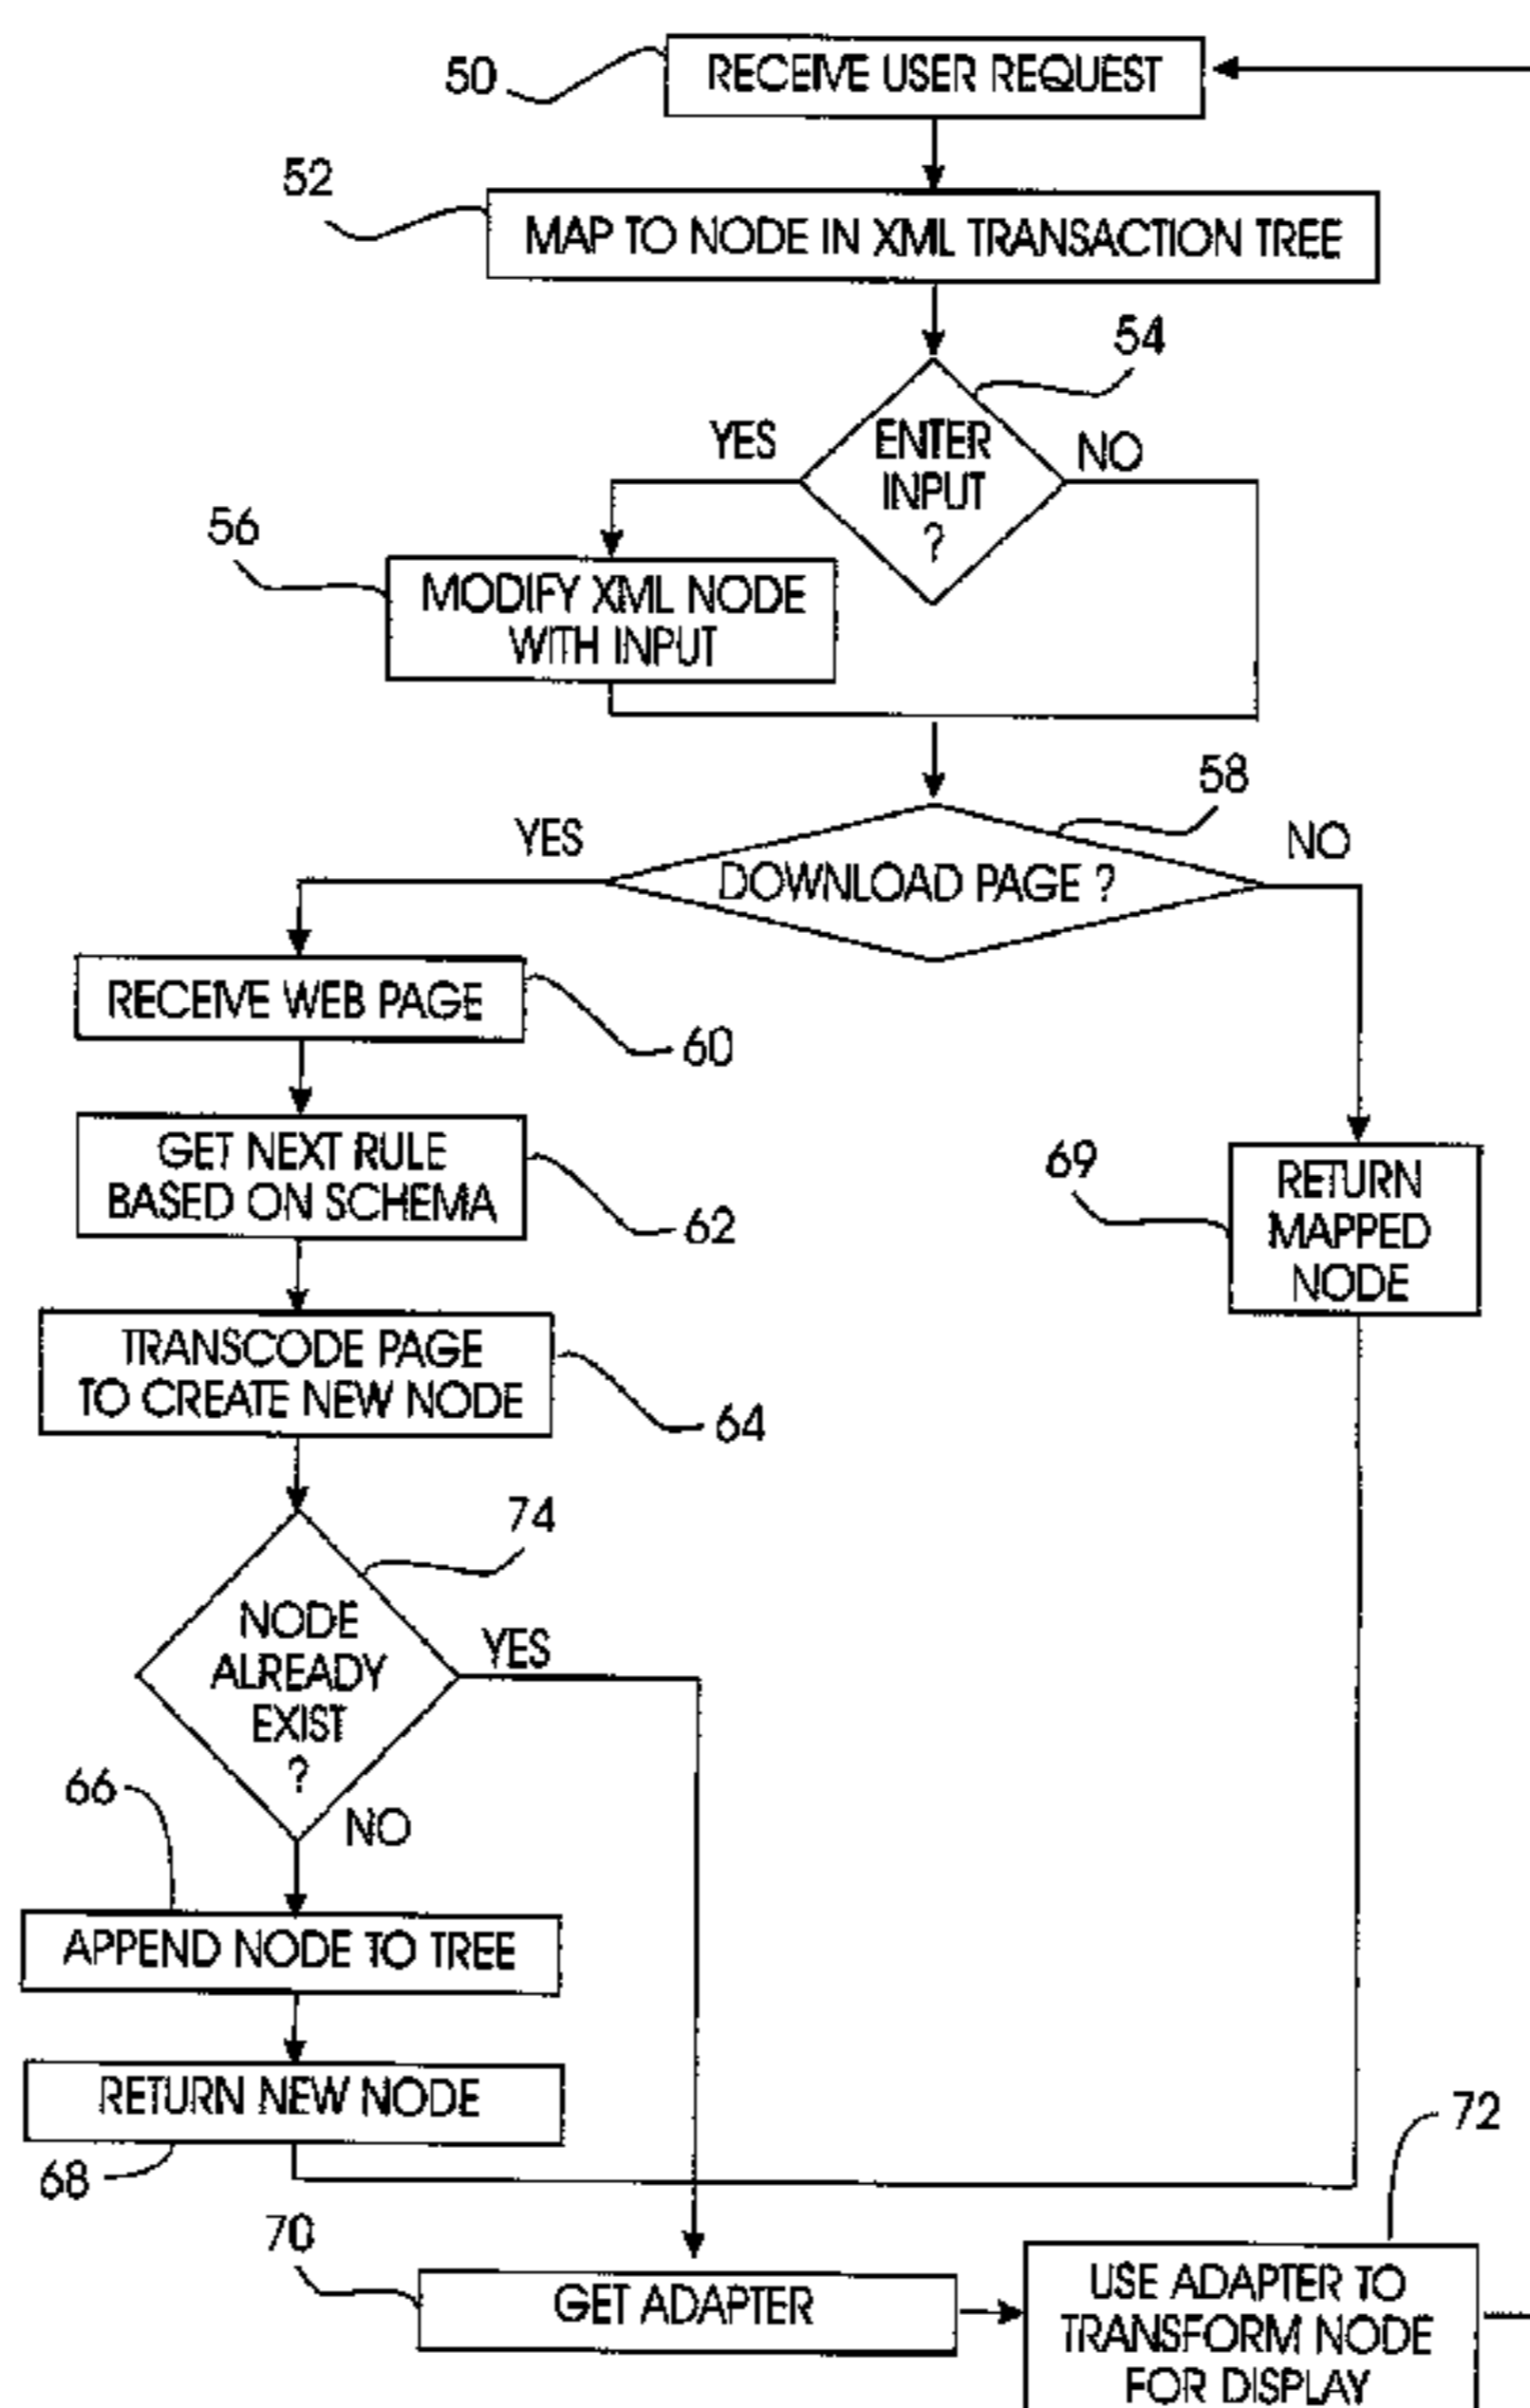 50
RECEIVE USER REQUEST
52
MAP TO NODE IN XML TRANSACTION TREE
54
YES
ENTER
INPUT
?
NO
56
MODIFY XML NODE
WITH INPUT
58
YES
DOWNLOAD PAGE ?
NO
RECEIVE WEB PAGE
60
GET NEXT RULE
BASED ON SCHEMA
62
69
RETURN
MAPPED
NODE
TRANSCODE PAGE
TO CREATE NEW NODE
64
74
NODE
ALREADY
EXIST
?
YES
NO
66
APPEND NODE TO TREE
RETURN NEW NODE
68
72
70
GET ADAPTER
USE ADAPTER TO
TRANSFORM NODE
FOR DISPLAY